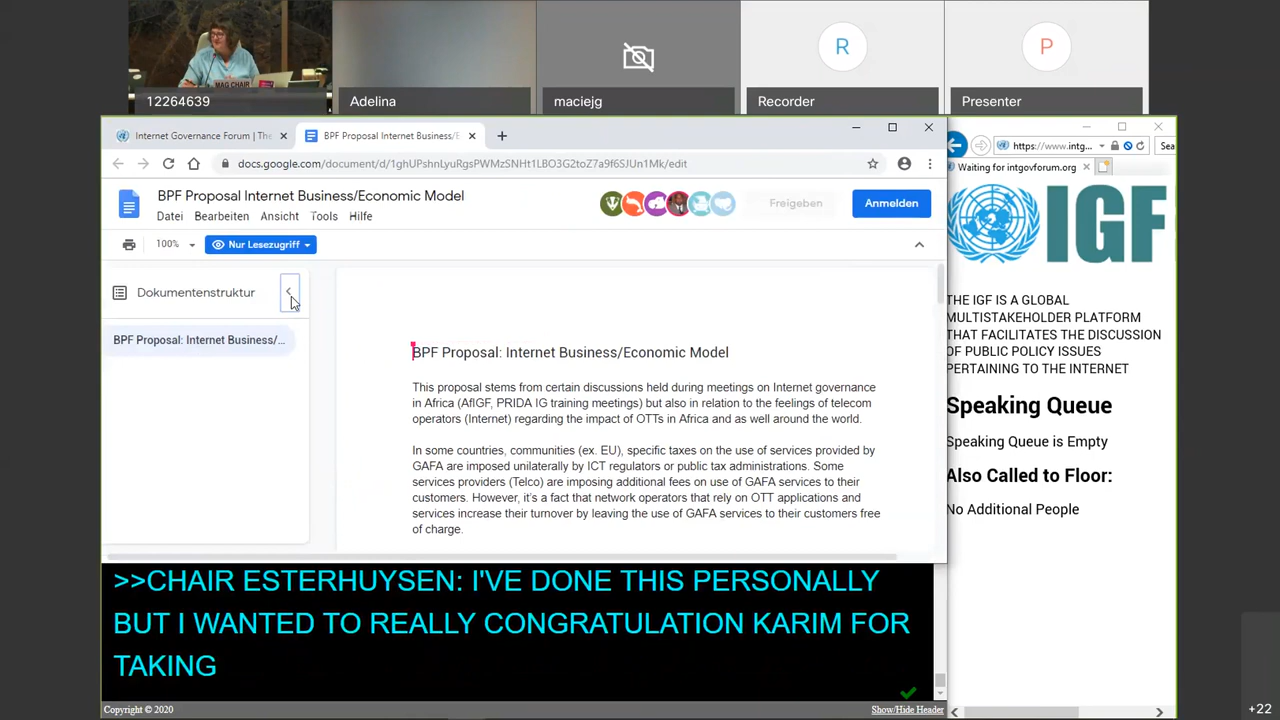 MAG CHAIR
12264639
Adelina
maciejg
R
Recorder
P
Presenter
Internet Governance Forum | The
BPF Proposal Internet Business/E
docs.google.com/document/d/1ghUPshnLyuRgsPWMzSNHt1LBO3G2toZ7a9f6SJUn1Mk/edit
BPF Proposal Internet Business/Economic Model
Datei Bearbeiten Ansicht Tools Hilfe
Freigeben
Anmelden
100%
Nur Lesezugriff
Dokumentenstruktur
BPF Proposal: Internet Business/...
BPF Proposal: Internet Business/Economic Model
This proposal stems from certain discussions held during meetings on Internet governance
in Africa (AfIGF, PRIDA IG training meetings) but also in relation to the feelings of telecom
operators (Internet) regarding the impact of OTTs in Africa and as well around the world.
In some countries, communities (ex. EU), specific taxes on the use of services provided by
GAFA are imposed unilaterally by ICT regulators or public tax administrations. Some
services providers (Telco) are imposing additional fees on use of GAFA services to their
customers. However, it's a fact that network operators that rely on OTT applications and
services increase their turnover by leaving the use of GAFA services to their customers free
of charge.
https://www.intg...
Sea
Waiting for intgovforum.org
IGF
THE IGF IS A GLOBAL
MULTISTAKEHOLDER PLATFORM
THAT FACILITATES THE DISCUSSION
OF PUBLIC POLICY ISSUES
PERTAINING TO THE INTERNET
Speaking Queue
Speaking Queue is Empty
Also Called to Floor:
No Additional People
>>CHAIR ESTERHUYSEN: I'VE DONE THIS PERSONALLY
BUT I WANTED TO REALLY CONGRATULATION KARIM FOR
TAKING
Copyright © 2020
Show/Hide Header
+22